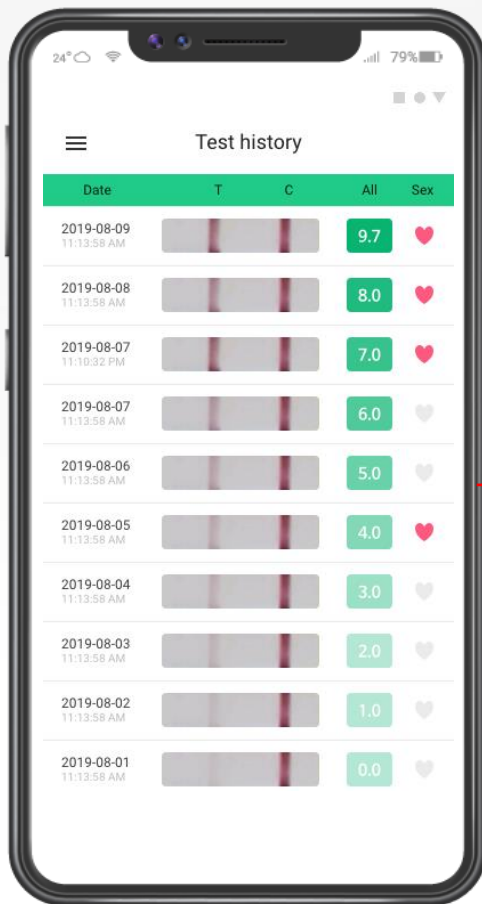 24°
79%
Test history
Date T C All Sex
2019-08-09
11:13:58 AM
9.7
2019-08-08
11:13:58 AM
8.0
2019-08-07
11:10:32 PM
7.0
2019-08-07
11:13:58 AM
6.0
2019-08-06
11:13:58 AM
5.0
2019-08-05
11:13:58 AM
4.0
2019-08-04
11:13:58 AM
3.0
2019-08-03
11:13:58 AM
2.0
2019-08-02
11:13:58 AM
1.0
2019-08-01
11:13:58 AM
0.0